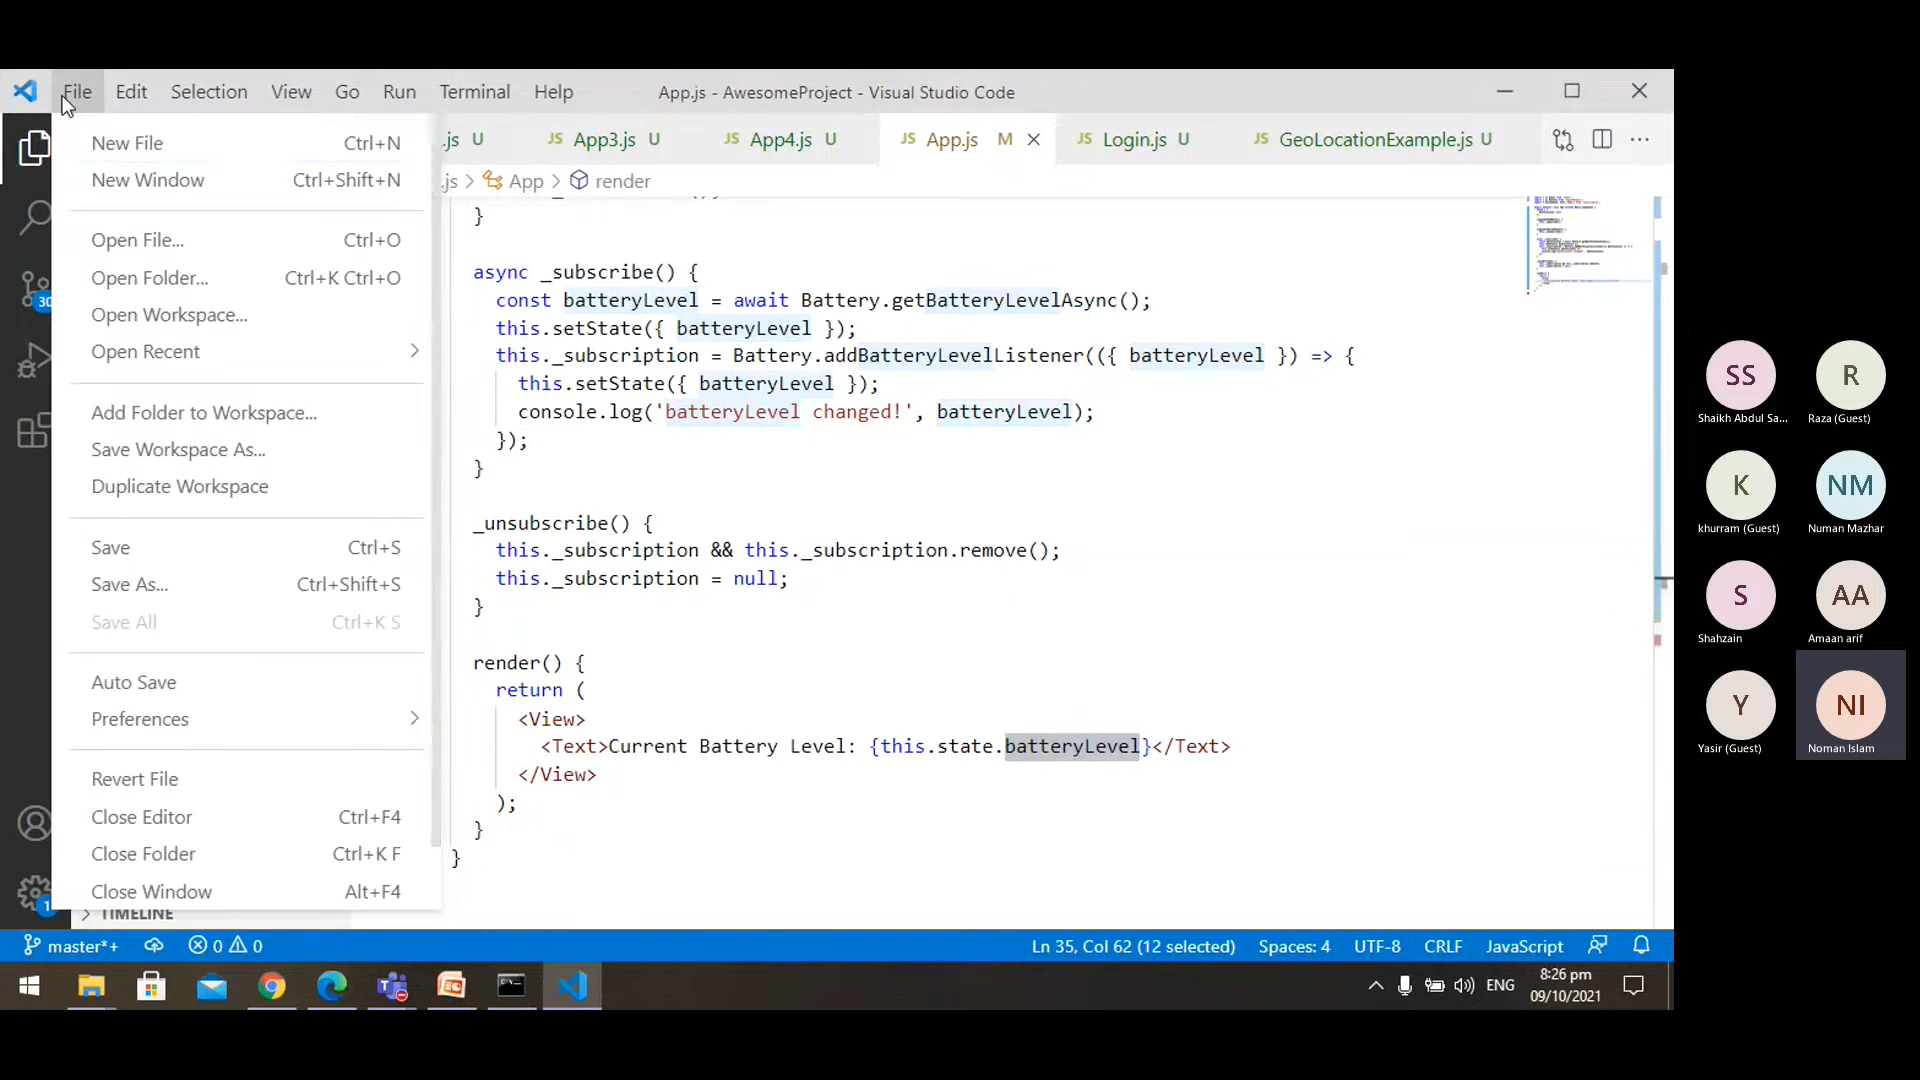 File Edit Selection View Go Run Terminal Help App.js - AwesomeProject - Visual Studio Code
New File Ctrl+N
New Window Ctrl+Shift+N
Open File... Ctrl+O
Open Folder... Ctrl+K Ctrl+O
Open Workspace...
Open Recent
Add Folder to Workspace...
Save Workspace As...
Duplicate Workspace
Save Ctrl+S
Save As... Ctrl+Shift+S
Save All Ctrl+K S
Auto Save
Preferences
Revert File
Close Editor Ctrl+F4
Close Folder Ctrl+K F
Close Window Alt+F4
TIMELINE
30
1
.js U JS App3.js U JS App4.js U JS App.js M JS Login.js U JS GeoLocationExample.js U
.js > App > render
}
async _subscribe() {
const batteryLevel = await Battery.getBatteryLevelAsync();
this.setState({ batteryLevel });
this._subscription = Battery.addBatteryLevelListener(({ batteryLevel }) => {
this.setState({ batteryLevel });
console.log('batteryLevel changed!', batteryLevel);
});
}
_unsubscribe() {
this._subscription && this._subscription.remove();
this._subscription = null;
}
render() {
return (
<View>
<Text>Current Battery Level: {this.state.batteryLevel}</Text>
</View>
);
}
}
master*+ 0 0 Ln 35, Col 62 (12 selected) Spaces: 4 UTF-8 CRLF JavaScript
ENG 8:26 pm
09/10/2021
SS R
Shaikh Abdul Sa... Raza (Guest)
K NM
khurram (Guest) Numan Mazhar
S AA
Shahzain Amaan arif
Y NI
Yasir (Guest) Noman Islam